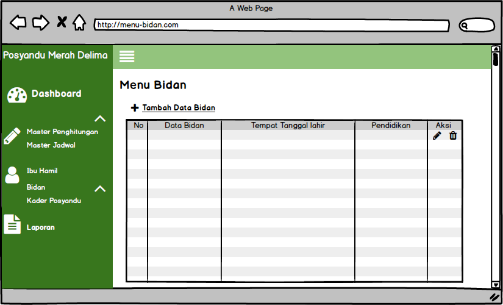 A Web Page
http://menu-bidan.com
Posyandu Merah Delima
Dashboard
Master Penghitungan
Master Jadwal
Ibu Hamil
Bidan
Kader Posyandu
Laporan
Menu Bidan
Tambah Data Bidan
No Data Bidan Tempat Tanggal lahir Pendidikan Aksi